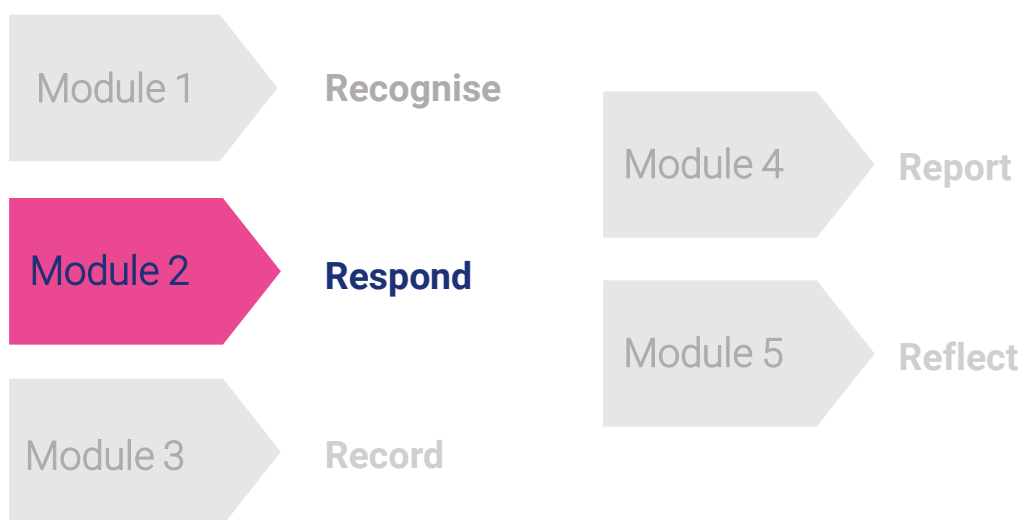 Module 1
Recognise
Module 2
Respond
Module 3
Record
Module 4
Report
Module 5
Reflect